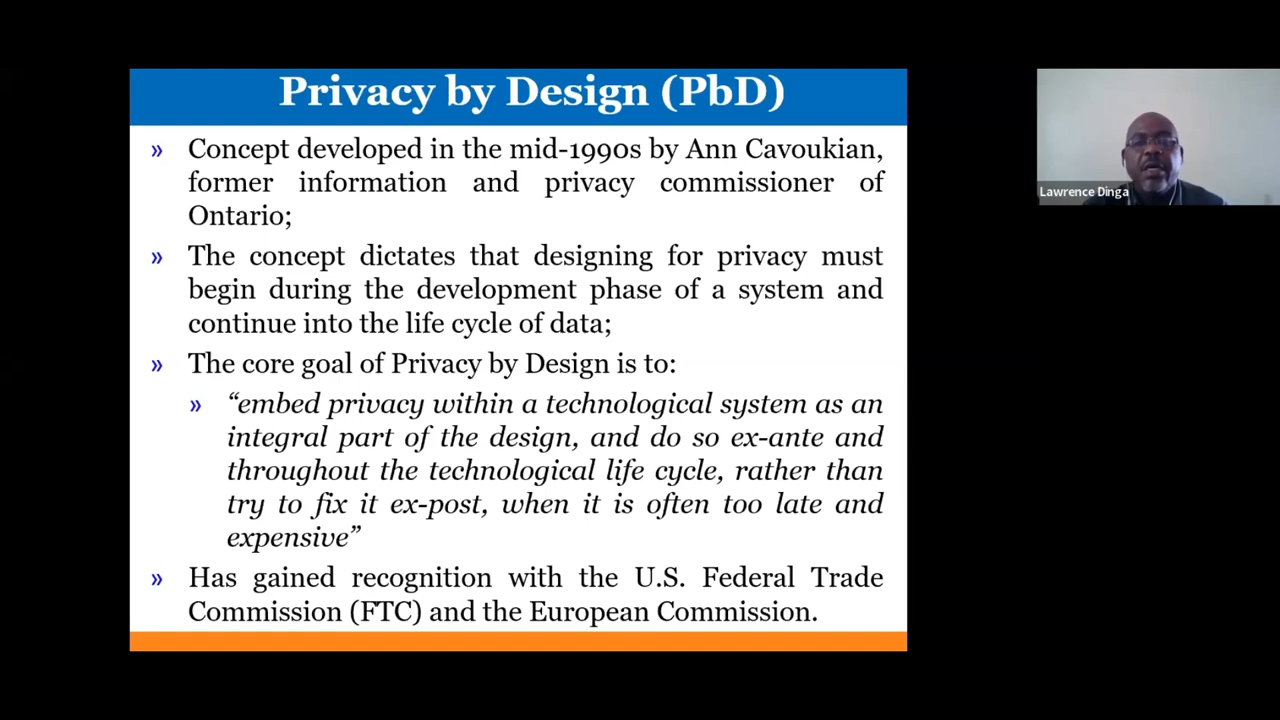 Privacy by Design (PbD)
» Concept developed in the mid-1990s by Ann Cavoukian,
former information and privacy commissioner of
Ontario;
» The concept dictates that designing for privacy must
begin during the development phase of a system and
continue into the life cycle of data;
» The core goal of Privacy by Design is to:
» “embed privacy within a technological system as an
integral part of the design, and do so ex-ante and
throughout the technological life cycle, rather than
try to fix it ex-post, when it is often too late and
expensive”
» Has gained recognition with the U.S. Federal Trade
Commission (FTC) and the European Commission.
Lawrence Dinga